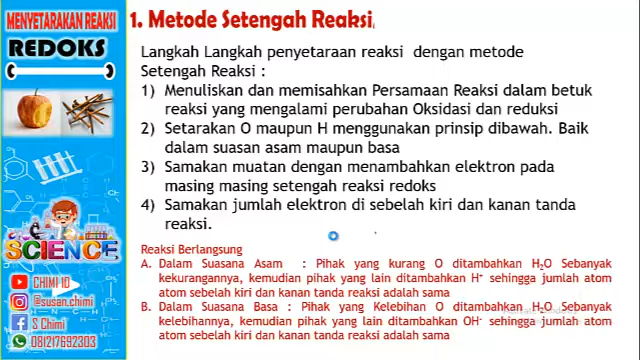 MENYETARAKAN REAKSI
REDOKS
SCIENCE
CHIMI 10
@susan.chimi
S Chimi
081217692303
1. Metode Setengah Reaksi
Langkah Langkah penyetaraan reaksi dengan metode
Setengah Reaksi :
1) Menuliskan dan memisahkan Persamaan Reaksi dalam betuk
reaksi yang mengalami perubahan Oksidasi dan reduksi
2) Setarakan O maupun H menggunakan prinsip dibawah. Baik
dalam suasan asam maupun basa
3) Samakan muatan dengan menambahkan elektron pada
masing masing setengah reaksi redoks
4) Samakan jumlah elektron di sebelah kiri dan kanan tanda
reaksi.
Reaksi Berlangsung
A. Dalam Suasana Asam : Pihak yang kurang O ditambahkan H₂O Sebanyak
kekurangannya, kemudian pihak yang lain ditambahkan H⁺ sehingga jumlah atom
atom sebelah kiri dan kanan tanda reaksi adalah sama
B. Dalam Suasana Basa : Pihak yang Kelebihan O ditambahkan H₂O Sebanyak
kelebihannya, kemudian pihak yang lain ditambahkan OH⁻ sehingga jumlah atom
atom sebelah kiri dan kanan tanda reaksi adalah sama